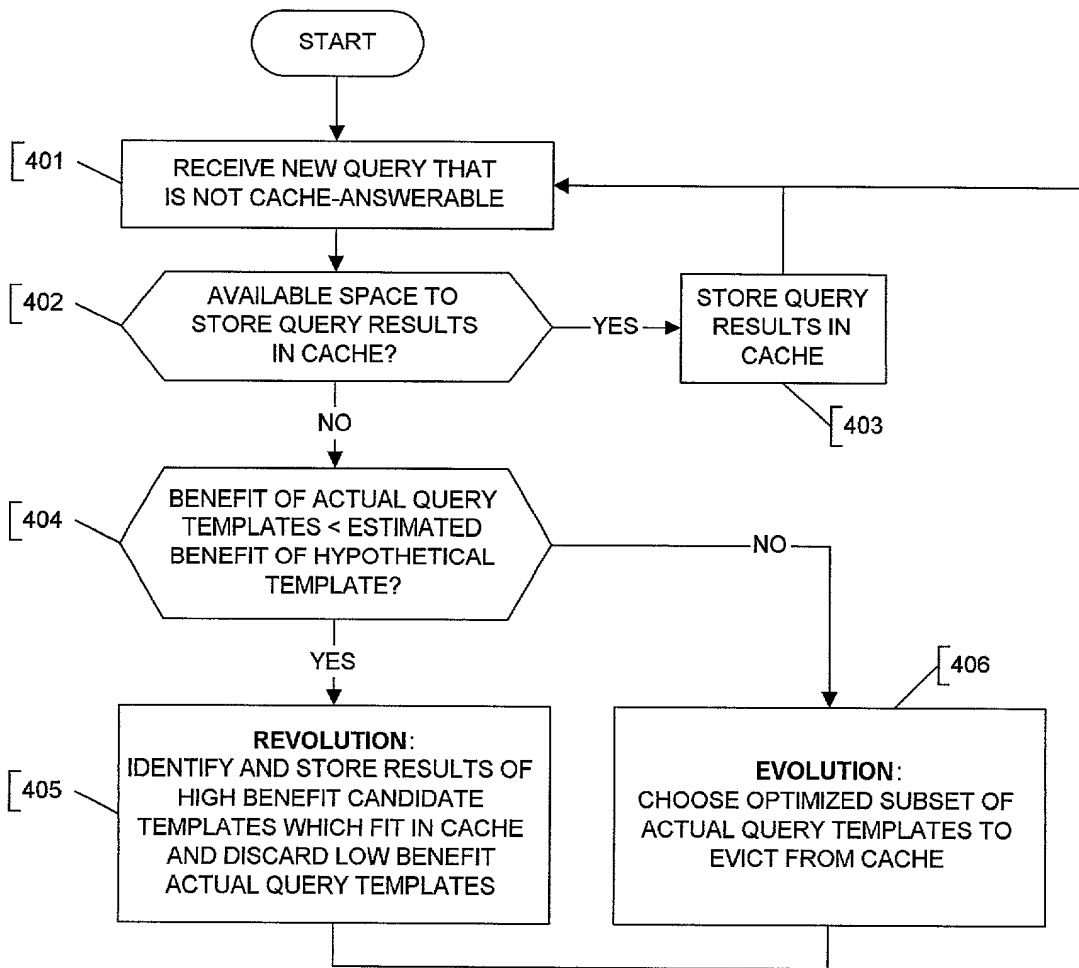 START
401
RECEIVE NEW QUERY THAT
IS NOT CACHE-ANSWERABLE
402
AVAILABLE SPACE TO
STORE QUERY RESULTS
IN CACHE?
YES
STORE QUERY
RESULTS IN
CACHE
403
NO
404
BENEFIT OF ACTUAL QUERY
TEMPLATES < ESTIMATED
BENEFIT OF HYPOTHETICAL
TEMPLATE?
NO
YES
406
405
REVOLUTION:
IDENTIFY AND STORE RESULTS OF
HIGH BENEFIT CANDIDATE
TEMPLATES WHICH FIT IN CACHE
AND DISCARD LOW BENEFIT
ACTUAL QUERY TEMPLATES
EVOLUTION:
CHOOSE OPTIMIZED SUBSET OF
ACTUAL QUERY TEMPLATES TO
EVICT FROM CACHE